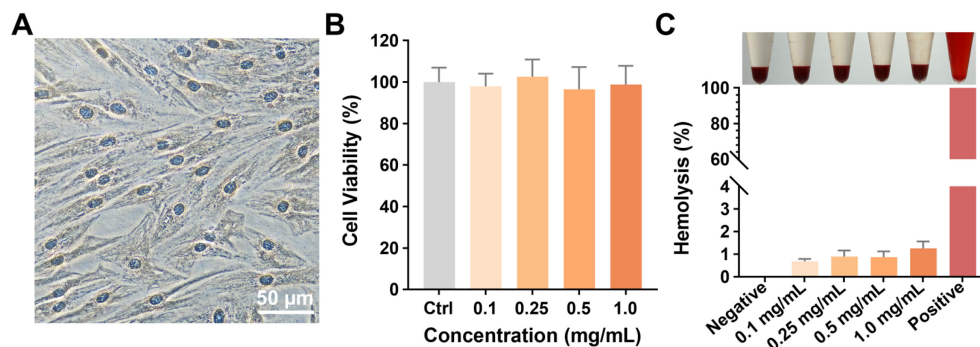 A
50 μm
B
Cell Viability (%)
120
100
80
60
40
20
0
Ctrl 0.1 0.25 0.5 1.0
Concentration (mg/mL)
C
Hemolysis (%)
100
80
60
4
3
2
1
0
Negative
0.1 mg/mL
0.25 mg/mL
0.5 mg/mL
1.0 mg/mL
Positive